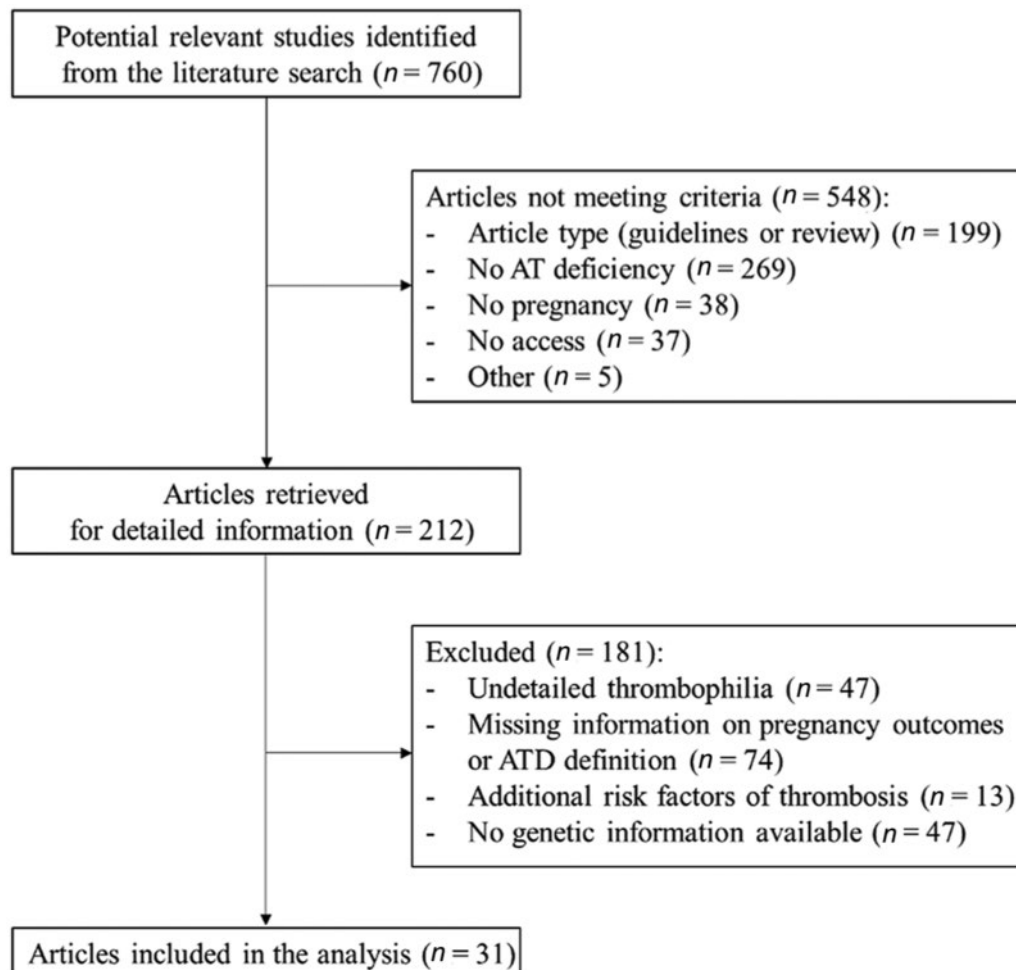 Potential relevant studies identified
from the literature search (n = 760)
Articles not meeting criteria (n = 548):
- Article type (guidelines or review) (n = 199)
- No AT deficiency (n = 269)
- No pregnancy (n = 38)
- No access (n = 37)
- Other (n = 5)
Articles retrieved
for detailed information (n = 212)
Excluded (n = 181):
- Undetailed thrombophilia (n = 47)
- Missing information on pregnancy outcomes
or ATD definition (n = 74)
- Additional risk factors of thrombosis (n = 13)
- No genetic information available (n = 47)
Articles included in the analysis (n = 31)